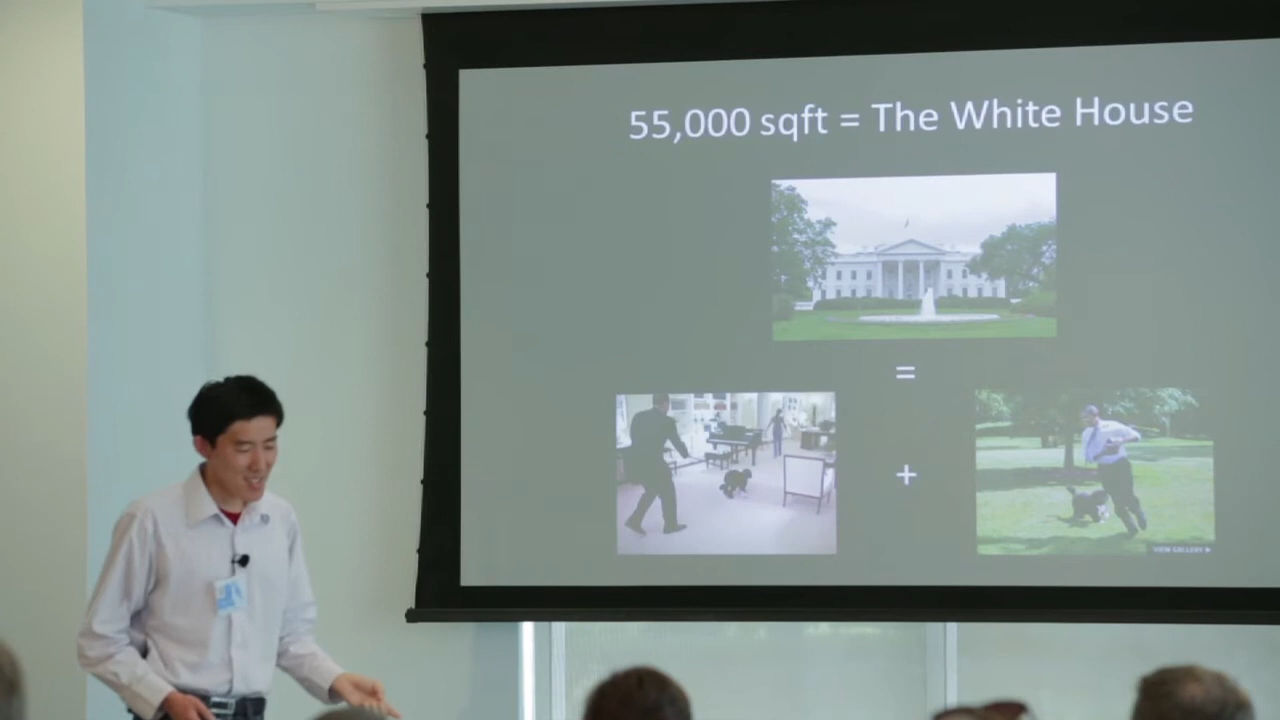 55,000 sqft = The White House
=
+
VIEW GALLERY ▶